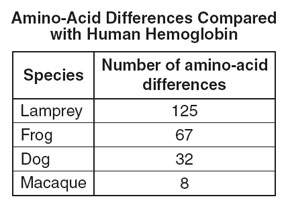 Amino-Acid Differences Compared
with Human Hemoglobin
Species
Number of amino-acid
differences
Lamprey 125
Frog 67
Dog 32
Macaque 8